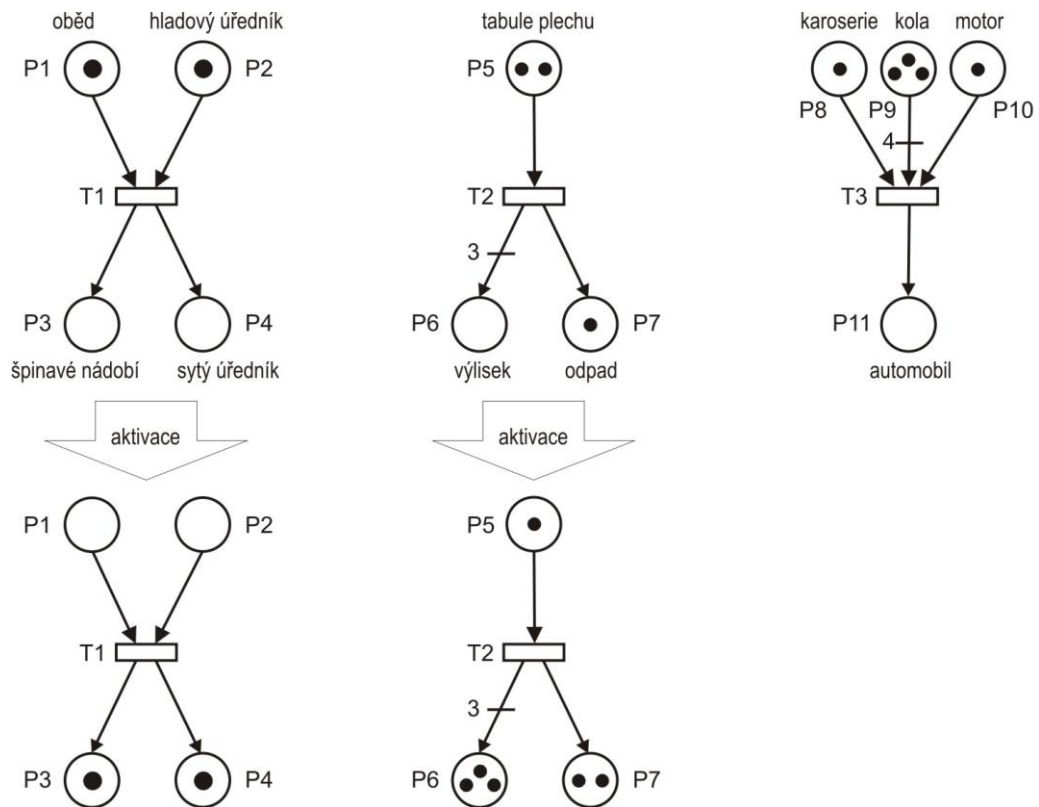 oběd hladový úředník tabule plechu karoserie kola motor
P1 P2 P5
P8 P9 P10
4
T1 T2 T3
3
P3 P4 P6 P7 P11
špinavé nádobí sytý úředník výlisek odpad automobil
aktivace aktivace
P1 P2 P5
T1 T2
3
P3 P4 P6 P7